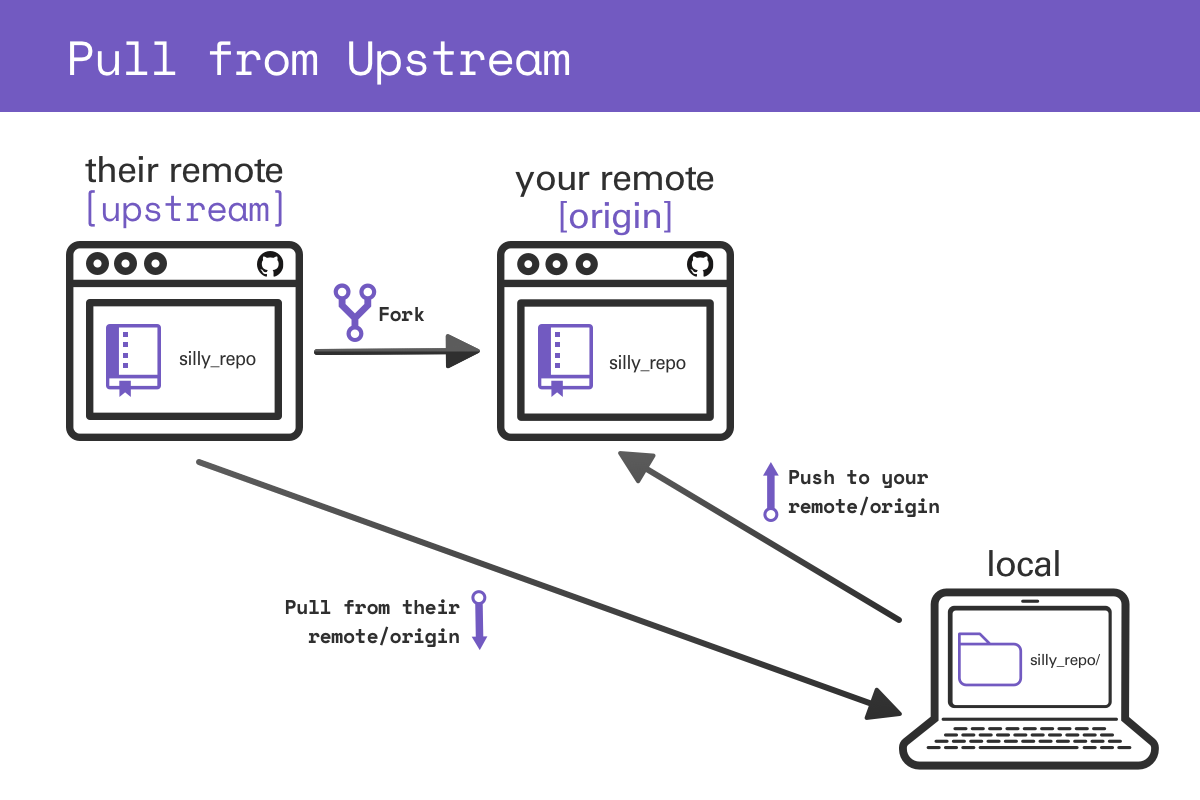 Pull from Upstream
their remote
[upstream]
your remote
[origin]
Fork
silly_repo
silly_repo
Push to your
remote/origin
local
Pull from their
remote/origin
silly_repo/